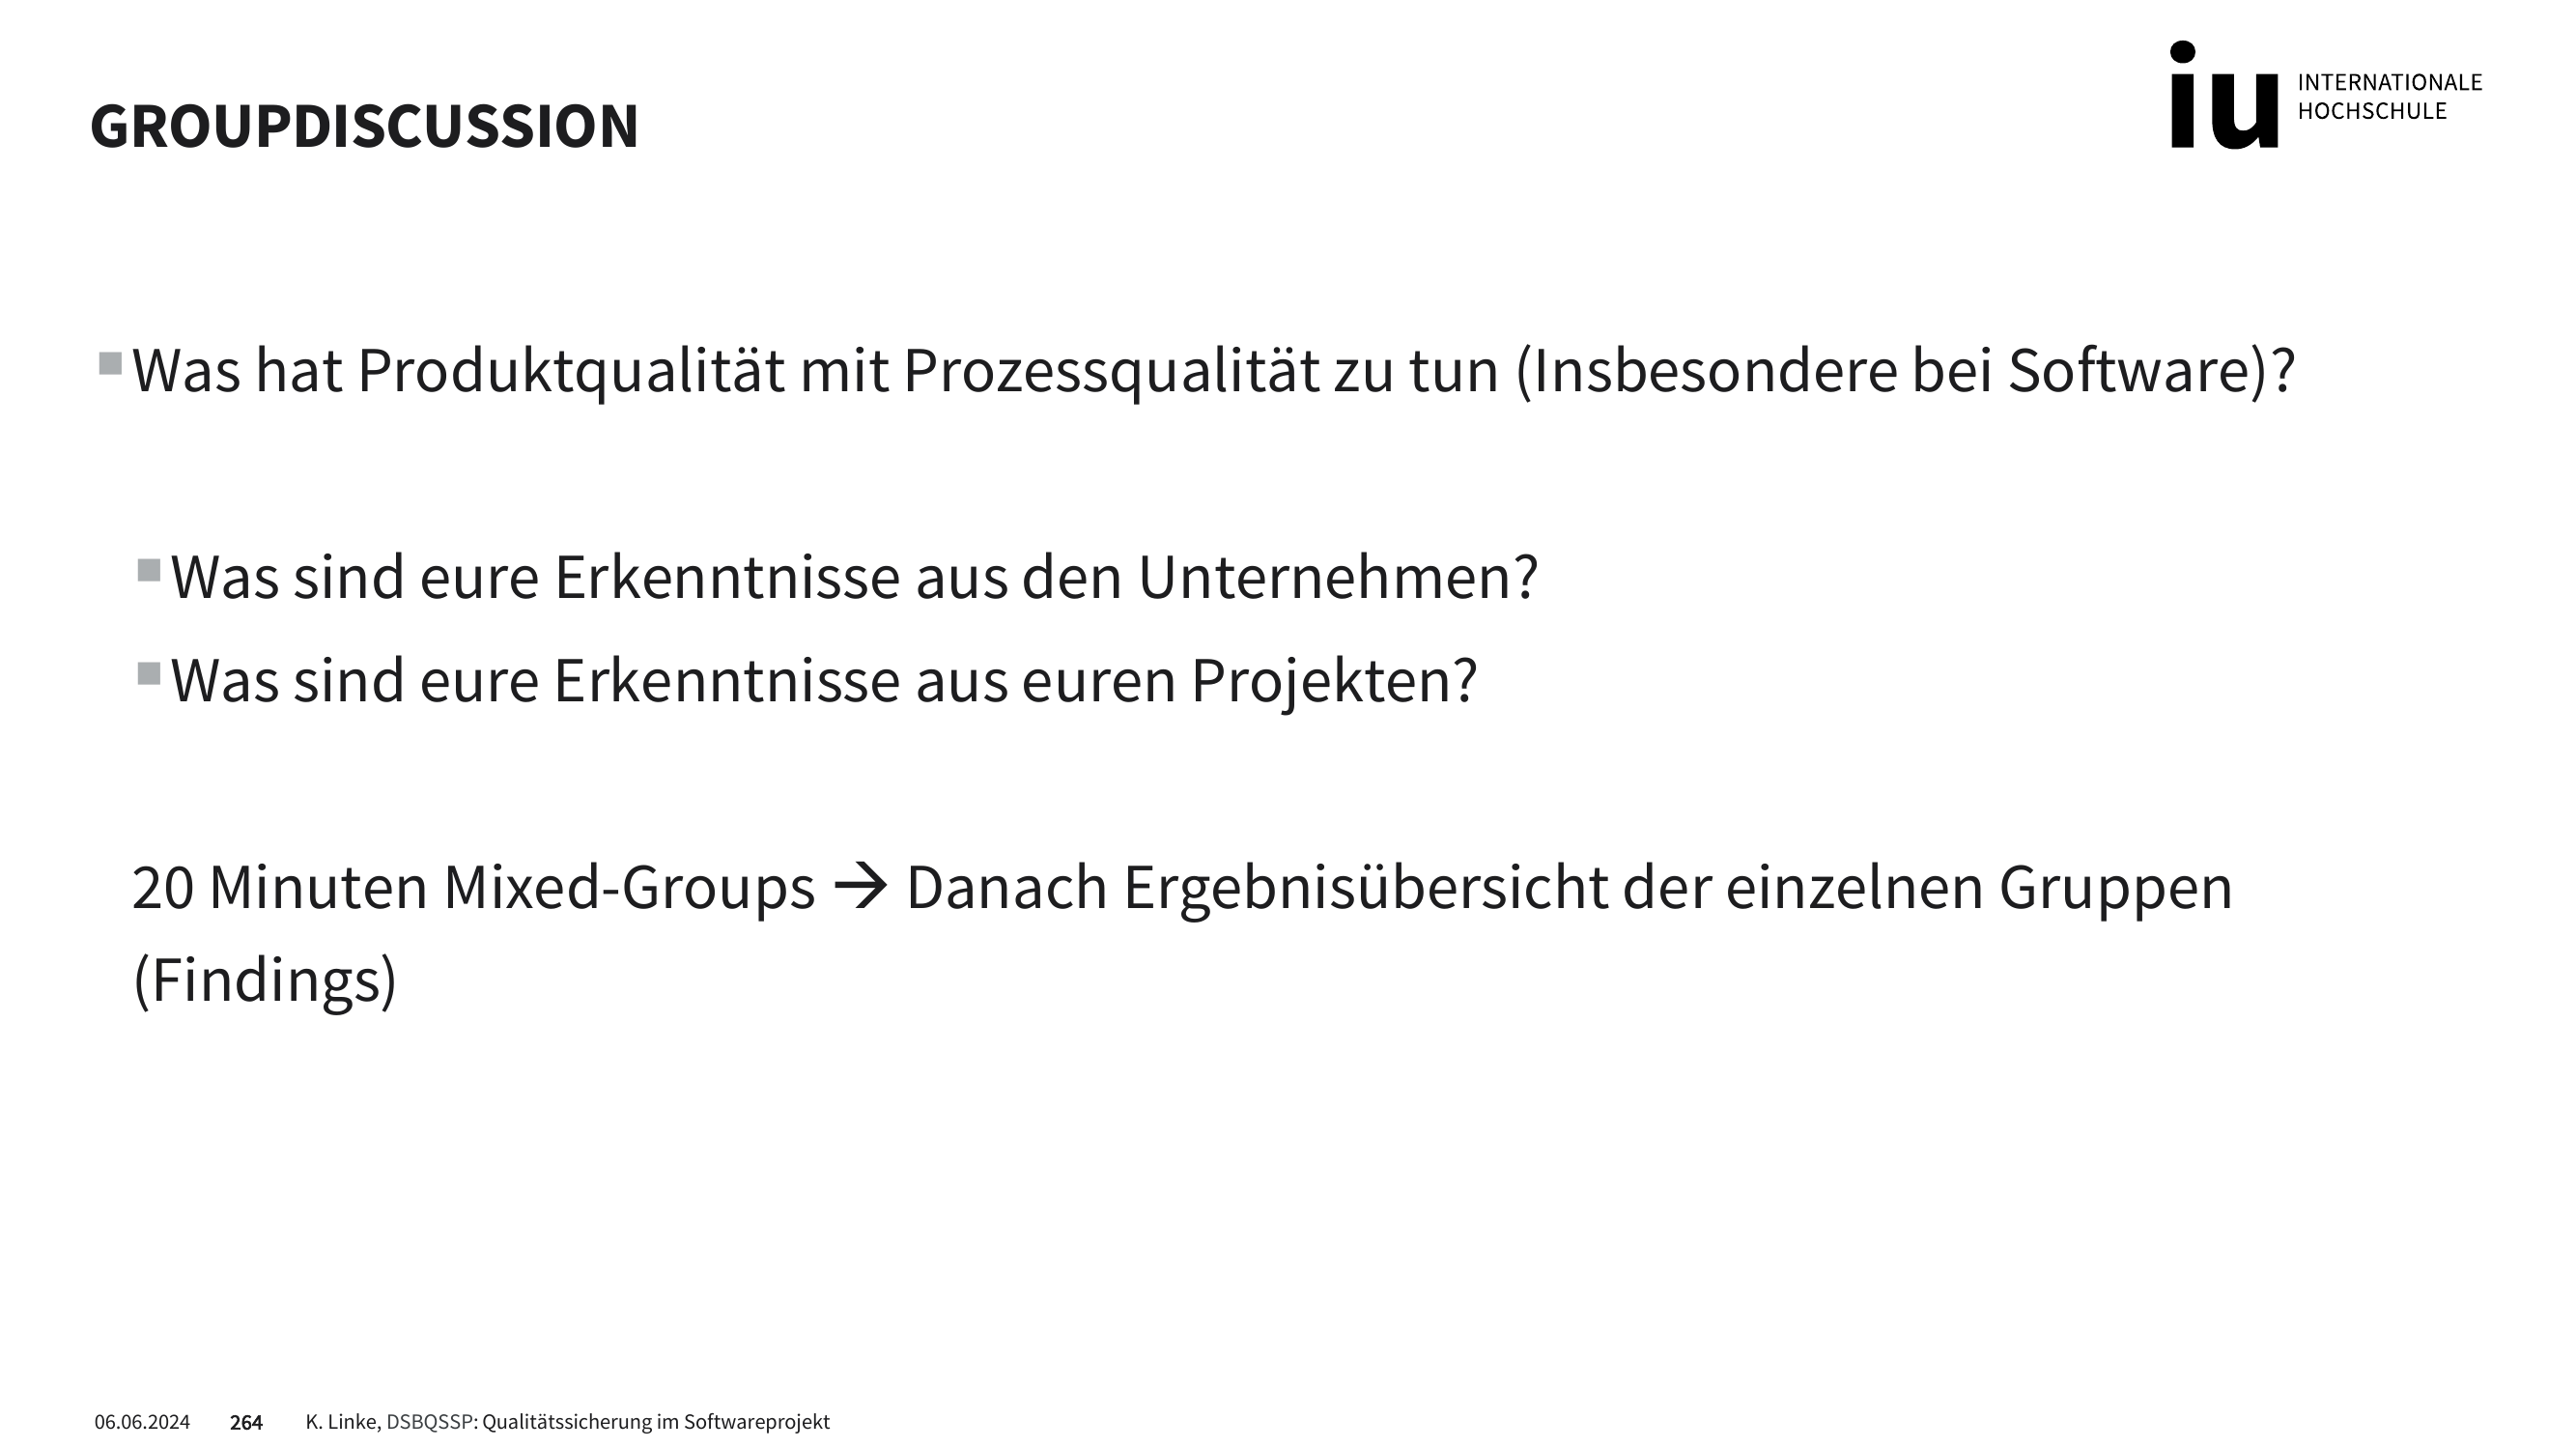 GROUPDISCUSSION
iu INTERNATIONALE
HOCHSCHULE
Was hat Produktqualität mit Prozessqualität zu tun (Insbesondere bei Software)?
Was sind eure Erkenntnisse aus den Unternehmen?
Was sind eure Erkenntnisse aus euren Projekten?
20 Minuten Mixed-Groups → Danach Ergebnisübersicht der einzelnen Gruppen
(Findings)
06.06.2024 264 K. Linke, DSBQSSP: Qualitätssicherung im Softwareprojekt